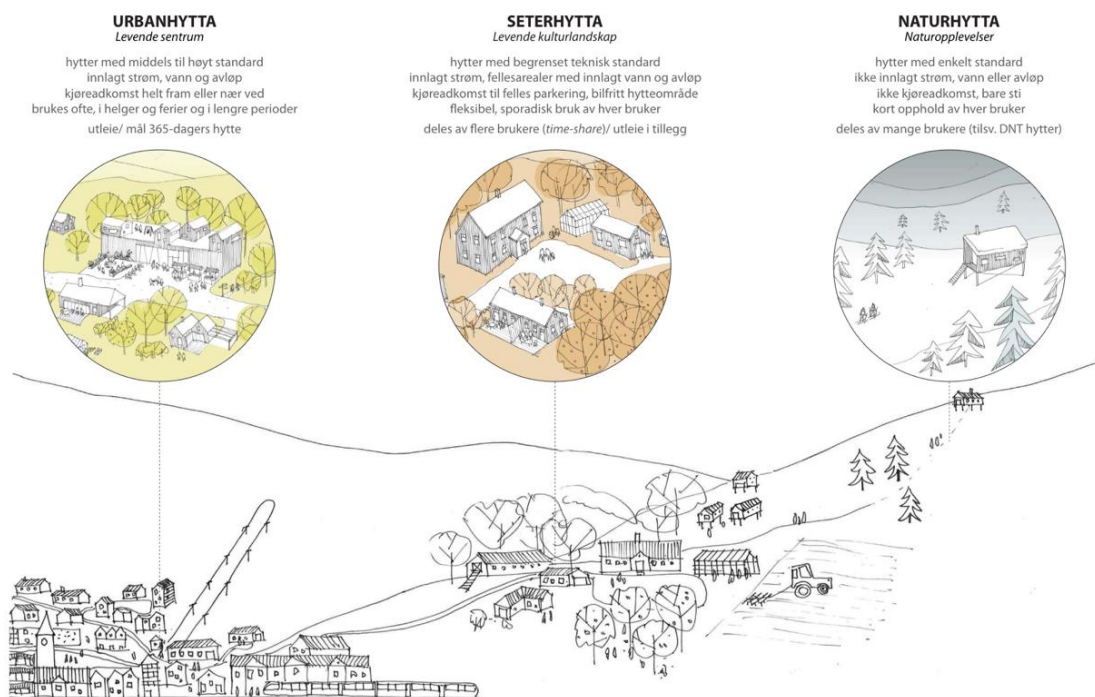 URBANHYTTA
Levende sentrum
hytter med middels til høyt standard
innlagt strøm, vann og avløp
kjøreadkomst helt fram eller nær ved
brukes ofte, i helger og ferier og i lengre perioder
utleie/ mål 365-dagers hytte
SETERHYTTA
Levende kulturlandskap
hytter med begrenset teknisk standard
innlagt strøm, fellesarealer med innlagt vann og avløp
kjøreadkomst til felles parkering, bilfritt hytteområde
fleksibel, sporadisk bruk av hver bruker
deles av flere brukere (time-share)/ utleie i tillegg
NATURHYTTA
Naturopplevelser
hytter med enkelt standard
ikke innlagt strøm, vann eller avløp
ikke kjøreadkomst, bare sti
kort opphold av hver bruker
deles av mange brukere (tilsv. DNT hytter)